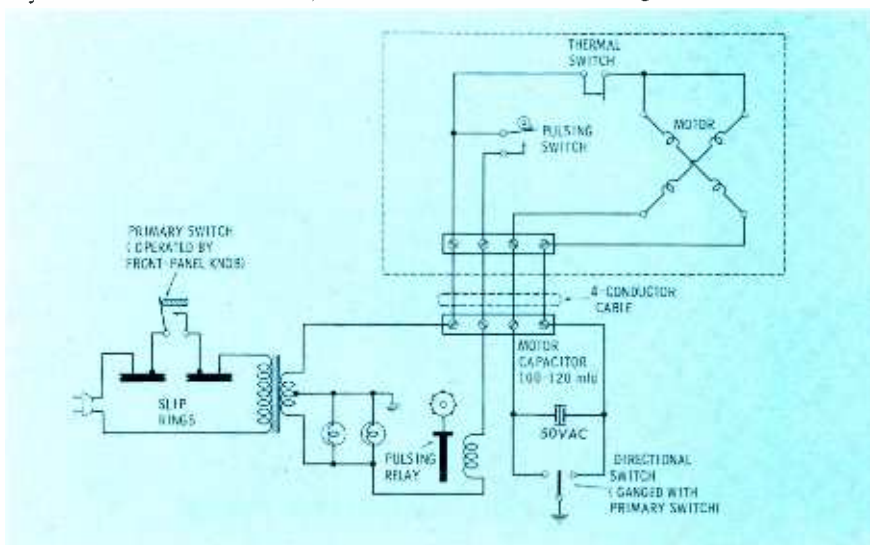 THERMAL
SWITCH
MOTOR
PULSING
SWITCH
PRIMARY SWITCH
(OPERATED BY
FRONT-PANEL KNOB)
4-CONDUCTOR
CABLE
MOTOR
CAPACITOR
100-120 mfd
SLIP
RINGS
50VAC
PULSING
RELAY
DIRECTIONAL
SWITCH
(GANGED WITH
PRIMARY SWITCH)